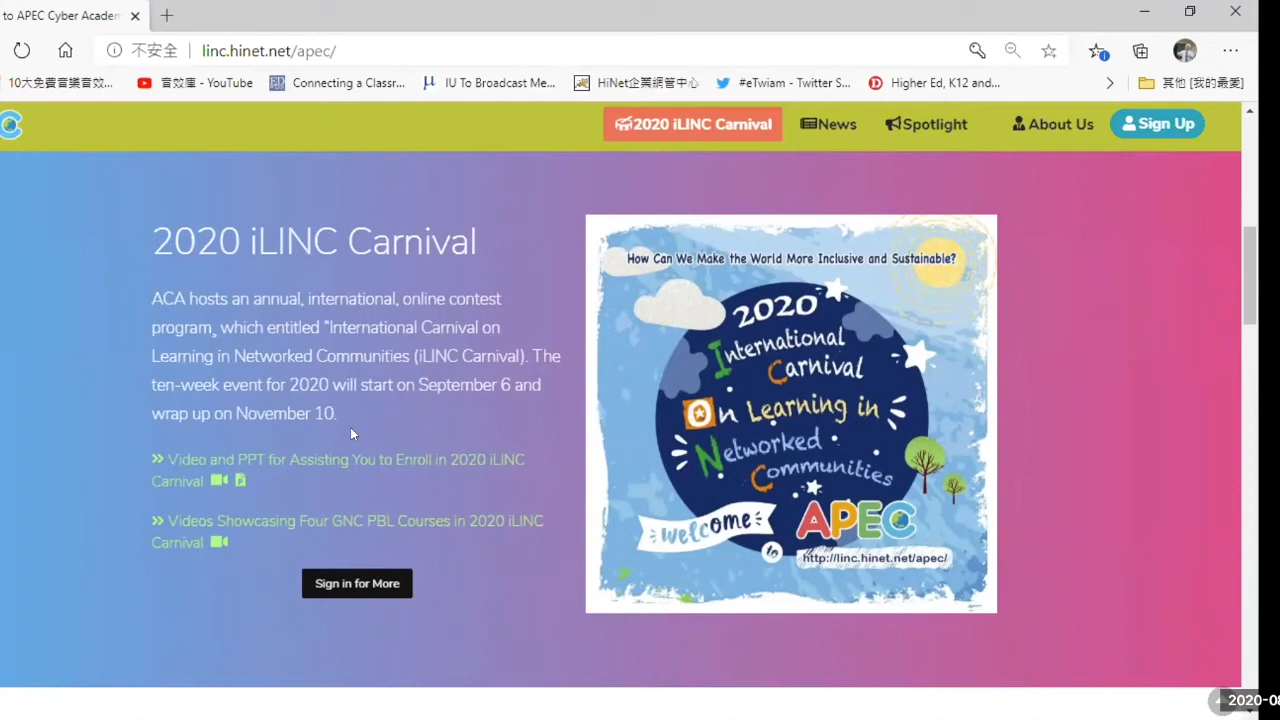 to APEC Cyber Academ
不安全
linc.hinet.net/apec/
10大免費音樂音效...
音效庫 - YouTube
Connecting a Classr...
IU To Broadcast Me...
HiNet企業網管中心
#eTwiam - Twitter S...
Higher Ed, K12 and...
其他 [我的最愛]
2020 iLINC Carnival
News
Spotlight
About Us
Sign Up
2020 iLINC Carnival
ACA hosts an annual, international, online contest
program, which entitled "International Carnival on
Learning in Networked Communities (iLINC Carnival). The
ten-week event for 2020 will start on September 6 and
wrap up on November 10.
Video and PPT for Assisting You to Enroll in 2020 iLINC
Carnival
Videos Showcasing Four GNC PBL Courses in 2020 iLINC
Carnival
Sign in for More
How Can We Make the World More Inclusive and Sustainable?
2020
International
Carnival
On Learning in
Networked
Communities
welcome
to
APEC
http://linc.hinet.net/apec/
2020-08